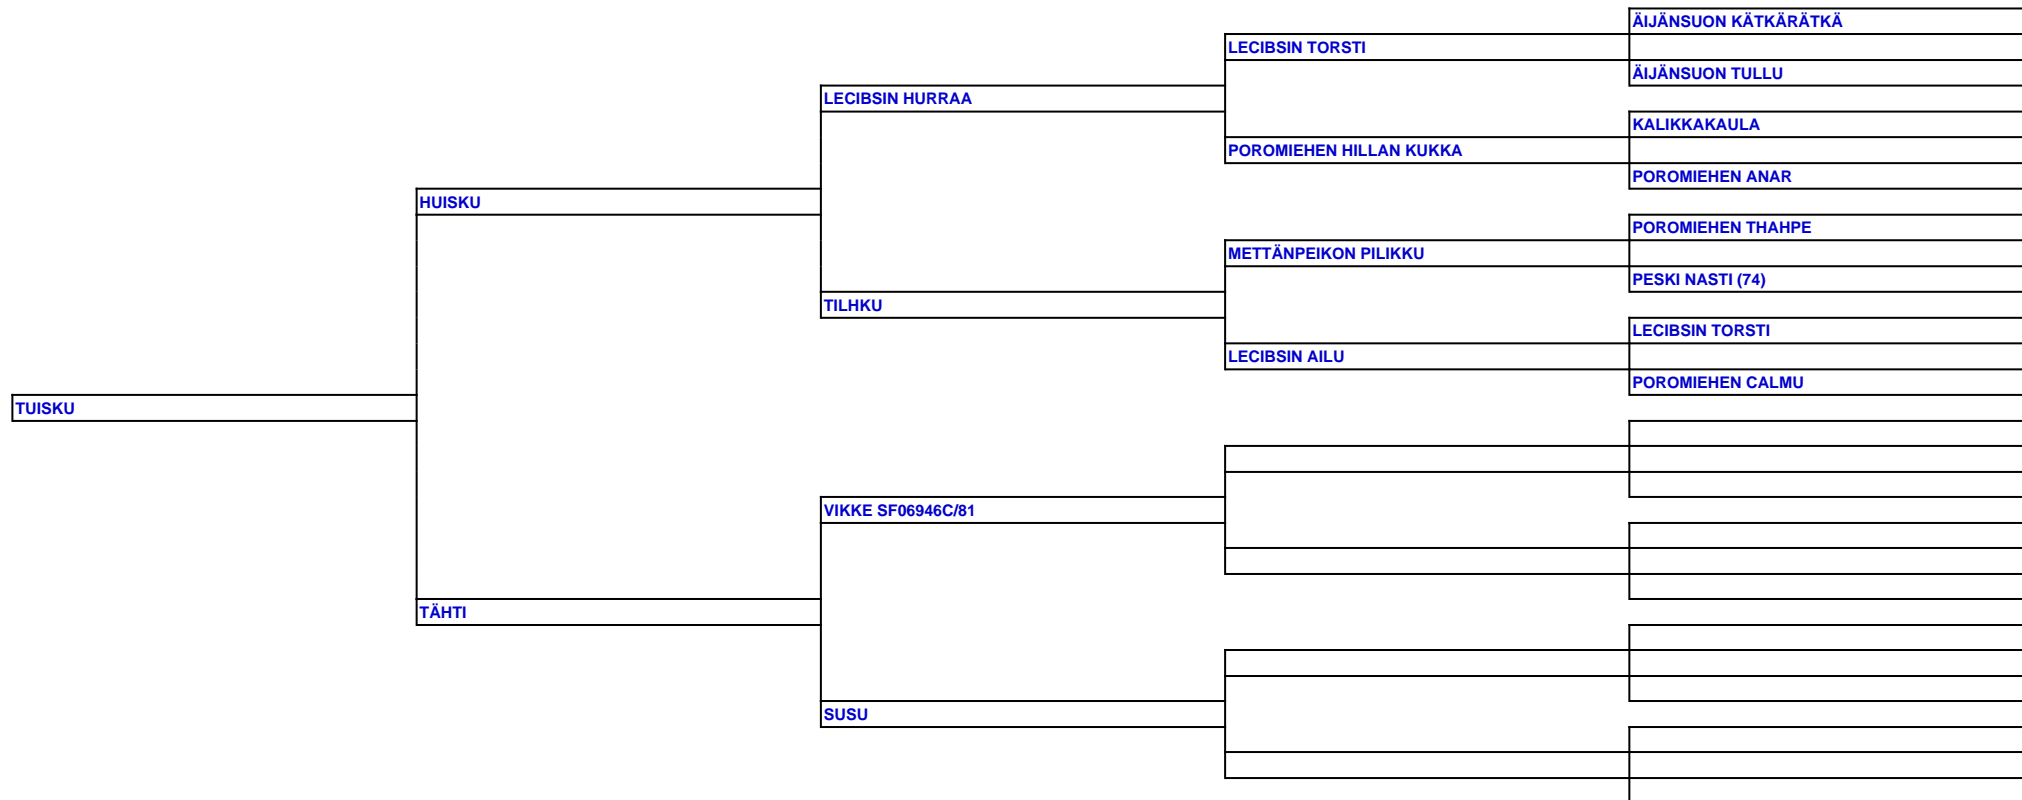 ÄIJÄNSUON KÄTKÄRÄTKÄ
LECIBSIN TORSTI
ÄIJÄNSUON TULLU
LECIBSIN HURRAA
KALIKKAKAULA
POROMIEHEN HILLAN KUKKA
POROMIEHEN ANAR
HUISKU
POROMIEHEN THAHPE
METTÄNPEIKON PILIKKU
PESKI NASTI (74)
TILHKU
LECIBSIN TORSTI
LECIBSIN AILU
POROMIEHEN CALMU
TUISKU
VIKKE SF06946C/81
TÄHTI
SUSU